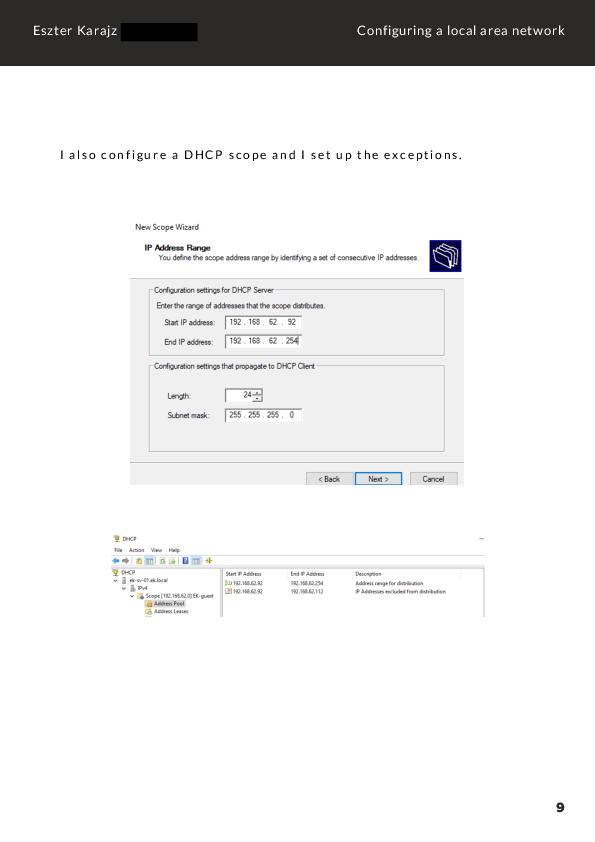 Eszter Karajz
Configuring a local area network
I also configure a DHCP scope and I set up the exceptions.
New Scope Wizard
IP Address Range
You define the scope address range by identifying a set of consecutive IP addresses.
Configuration settings for DHCP Server
Enter the range of addresses that the scope distributes.
Start IP address: 192 . 168 . 62 . 92
End IP address: 192 . 168 . 62 . 254
Configuration settings that propagate to DHCP Client
Length: 24
Subnet mask: 255 . 255 . 255 . 0
< Back Next > Cancel
DHCP
File Action View Help
DHCP
ek-sv-01.ek.local
IPv4
Scope [192.168.62.0] EK-guest
Address Pool
Address Leases
Start IP Address End IP Address Description
192.168.62.92 192.168.62.254 Address range for distribution
192.168.62.92 192.168.62.112 IP Addresses excluded from distribution
9